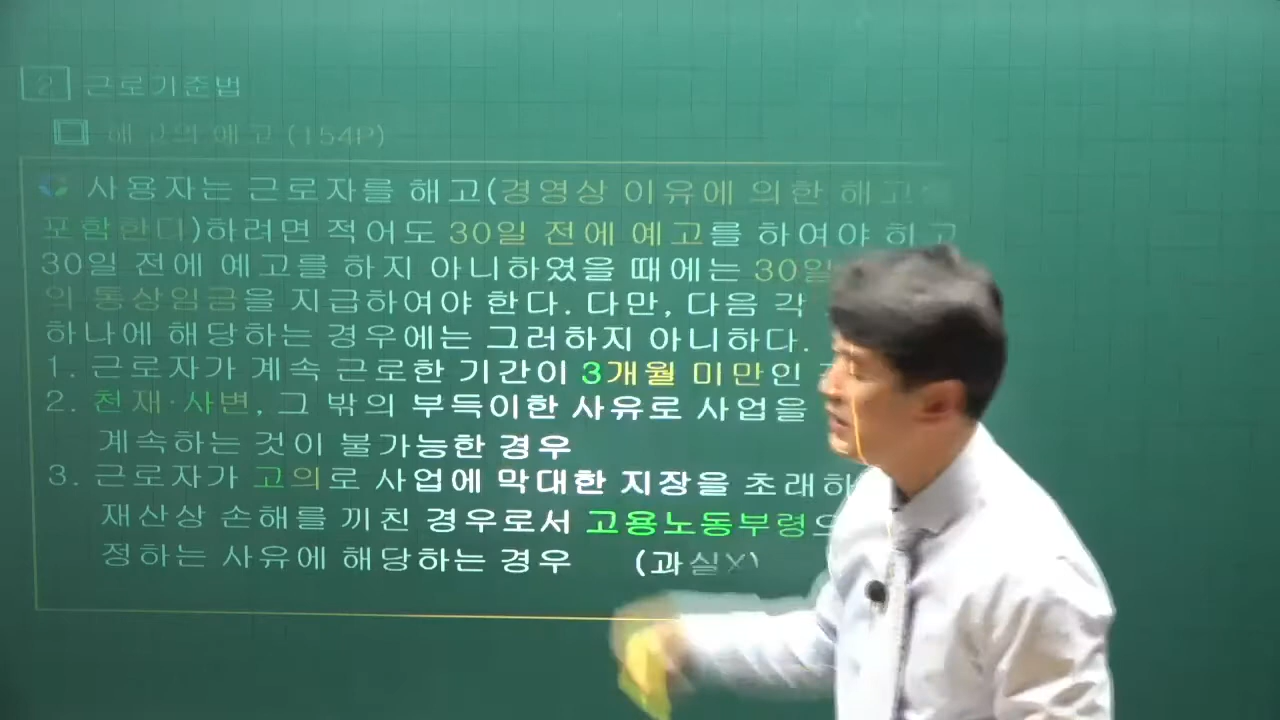 2 근로기준법
해고의 예고 (154P)
사용자는 근로자를 해고(경영상 이유에 의한 해고를
포함한다)하려면 적어도 30일 전에 예고를 하여야 하고
30일 전에 예고를 하지 아니하였을 때에는 30일
의 통상임금을 지급하여야 한다. 다만, 다음 각
하나에 해당하는 경우에는 그러하지 아니하다.
1. 근로자가 계속 근로한 기간이 3개월 미만인
2. 천재·사변, 그 밖의 부득이한 사유로 사업을
계속하는 것이 불가능한 경우
3. 근로자가 고의로 사업에 막대한 지장을 초래하
재산상 손해를 끼친 경우로서 고용노동부령으
정하는 사유에 해당하는 경우 (과실X)